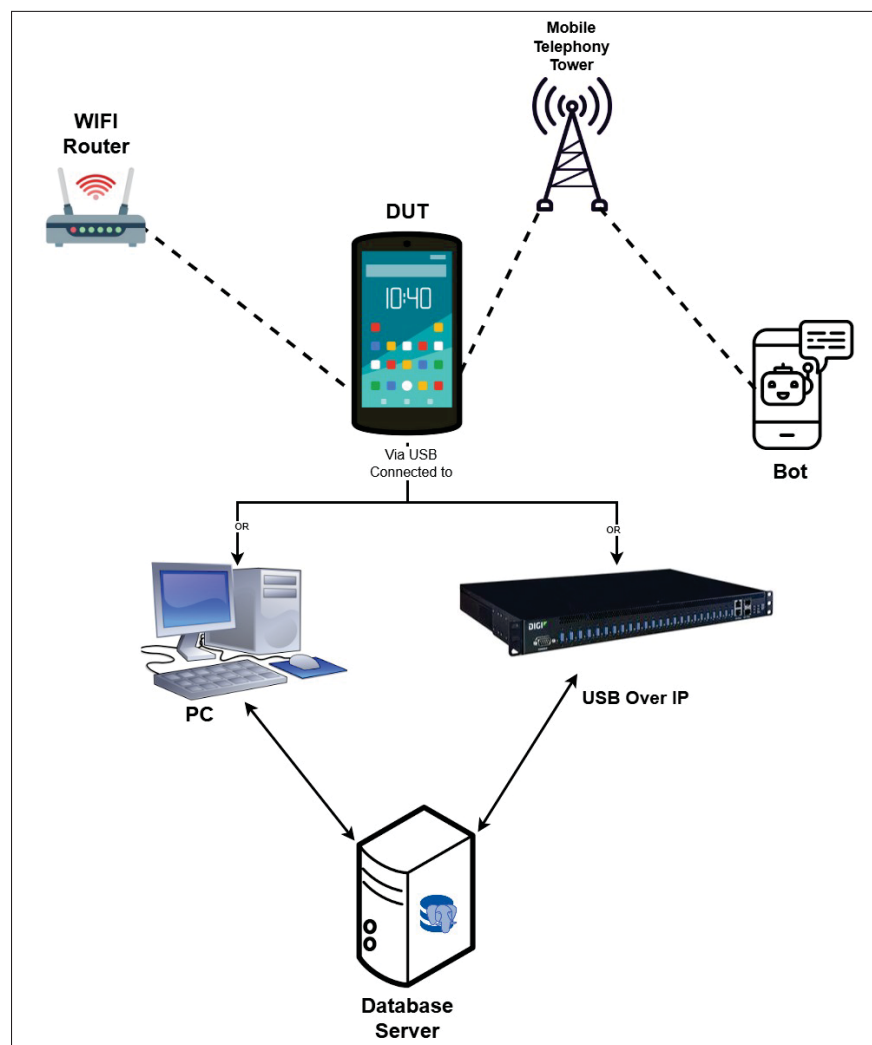 Mobile
Telephony
Tower
WIFI
Router
DUT
10:40
Via USB
Connected to
Bot
OR
OR
DIGI
USB Over IP
PC
Database
Server